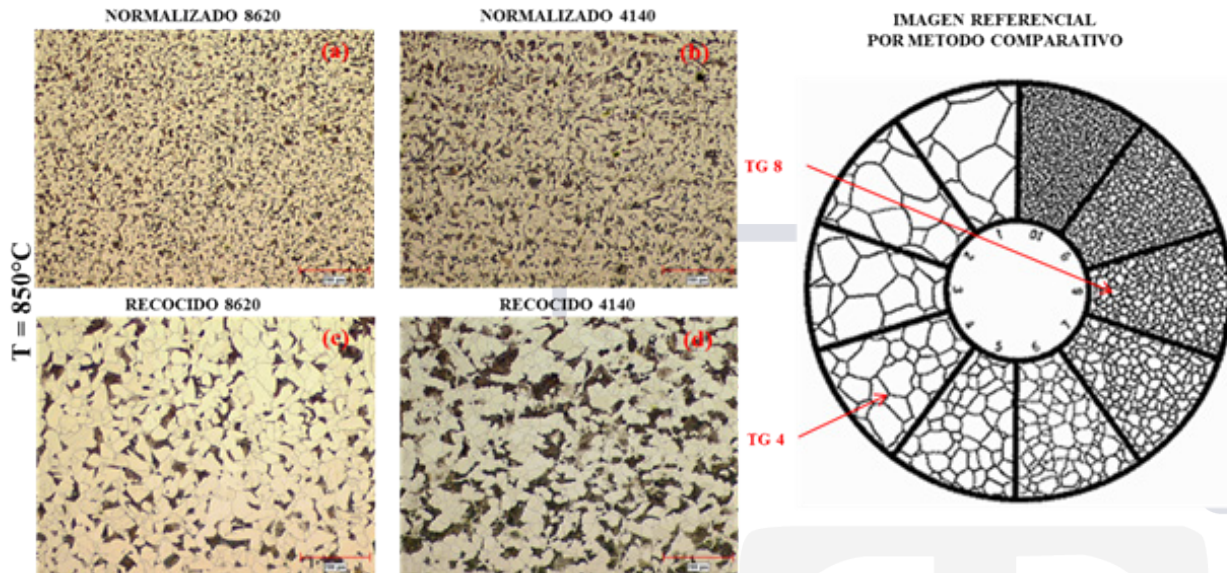 NORMALIZADO 8620
NORMALIZADO 4140
IMAGEN REFERENCIAL
POR METODO COMPARATIVO
(a)
(b)
TG 8
1
10
9
8
7
6
5
4
3
2
T = 850°C
RECOCIDO 8620
RECOCIDO 4140
(c)
(d)
TG 4